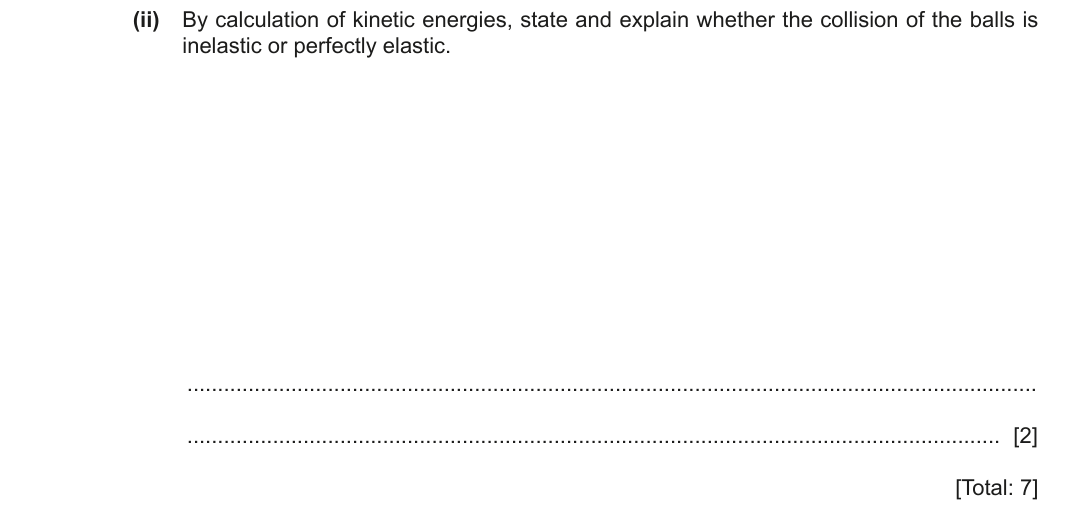 (ii) By calculation of kinetic energies, state and explain whether the collision of the balls is
inelastic or perfectly elastic.
..........................................................................................................................................
.................................................................................................................................... [2]
[Total: 7]